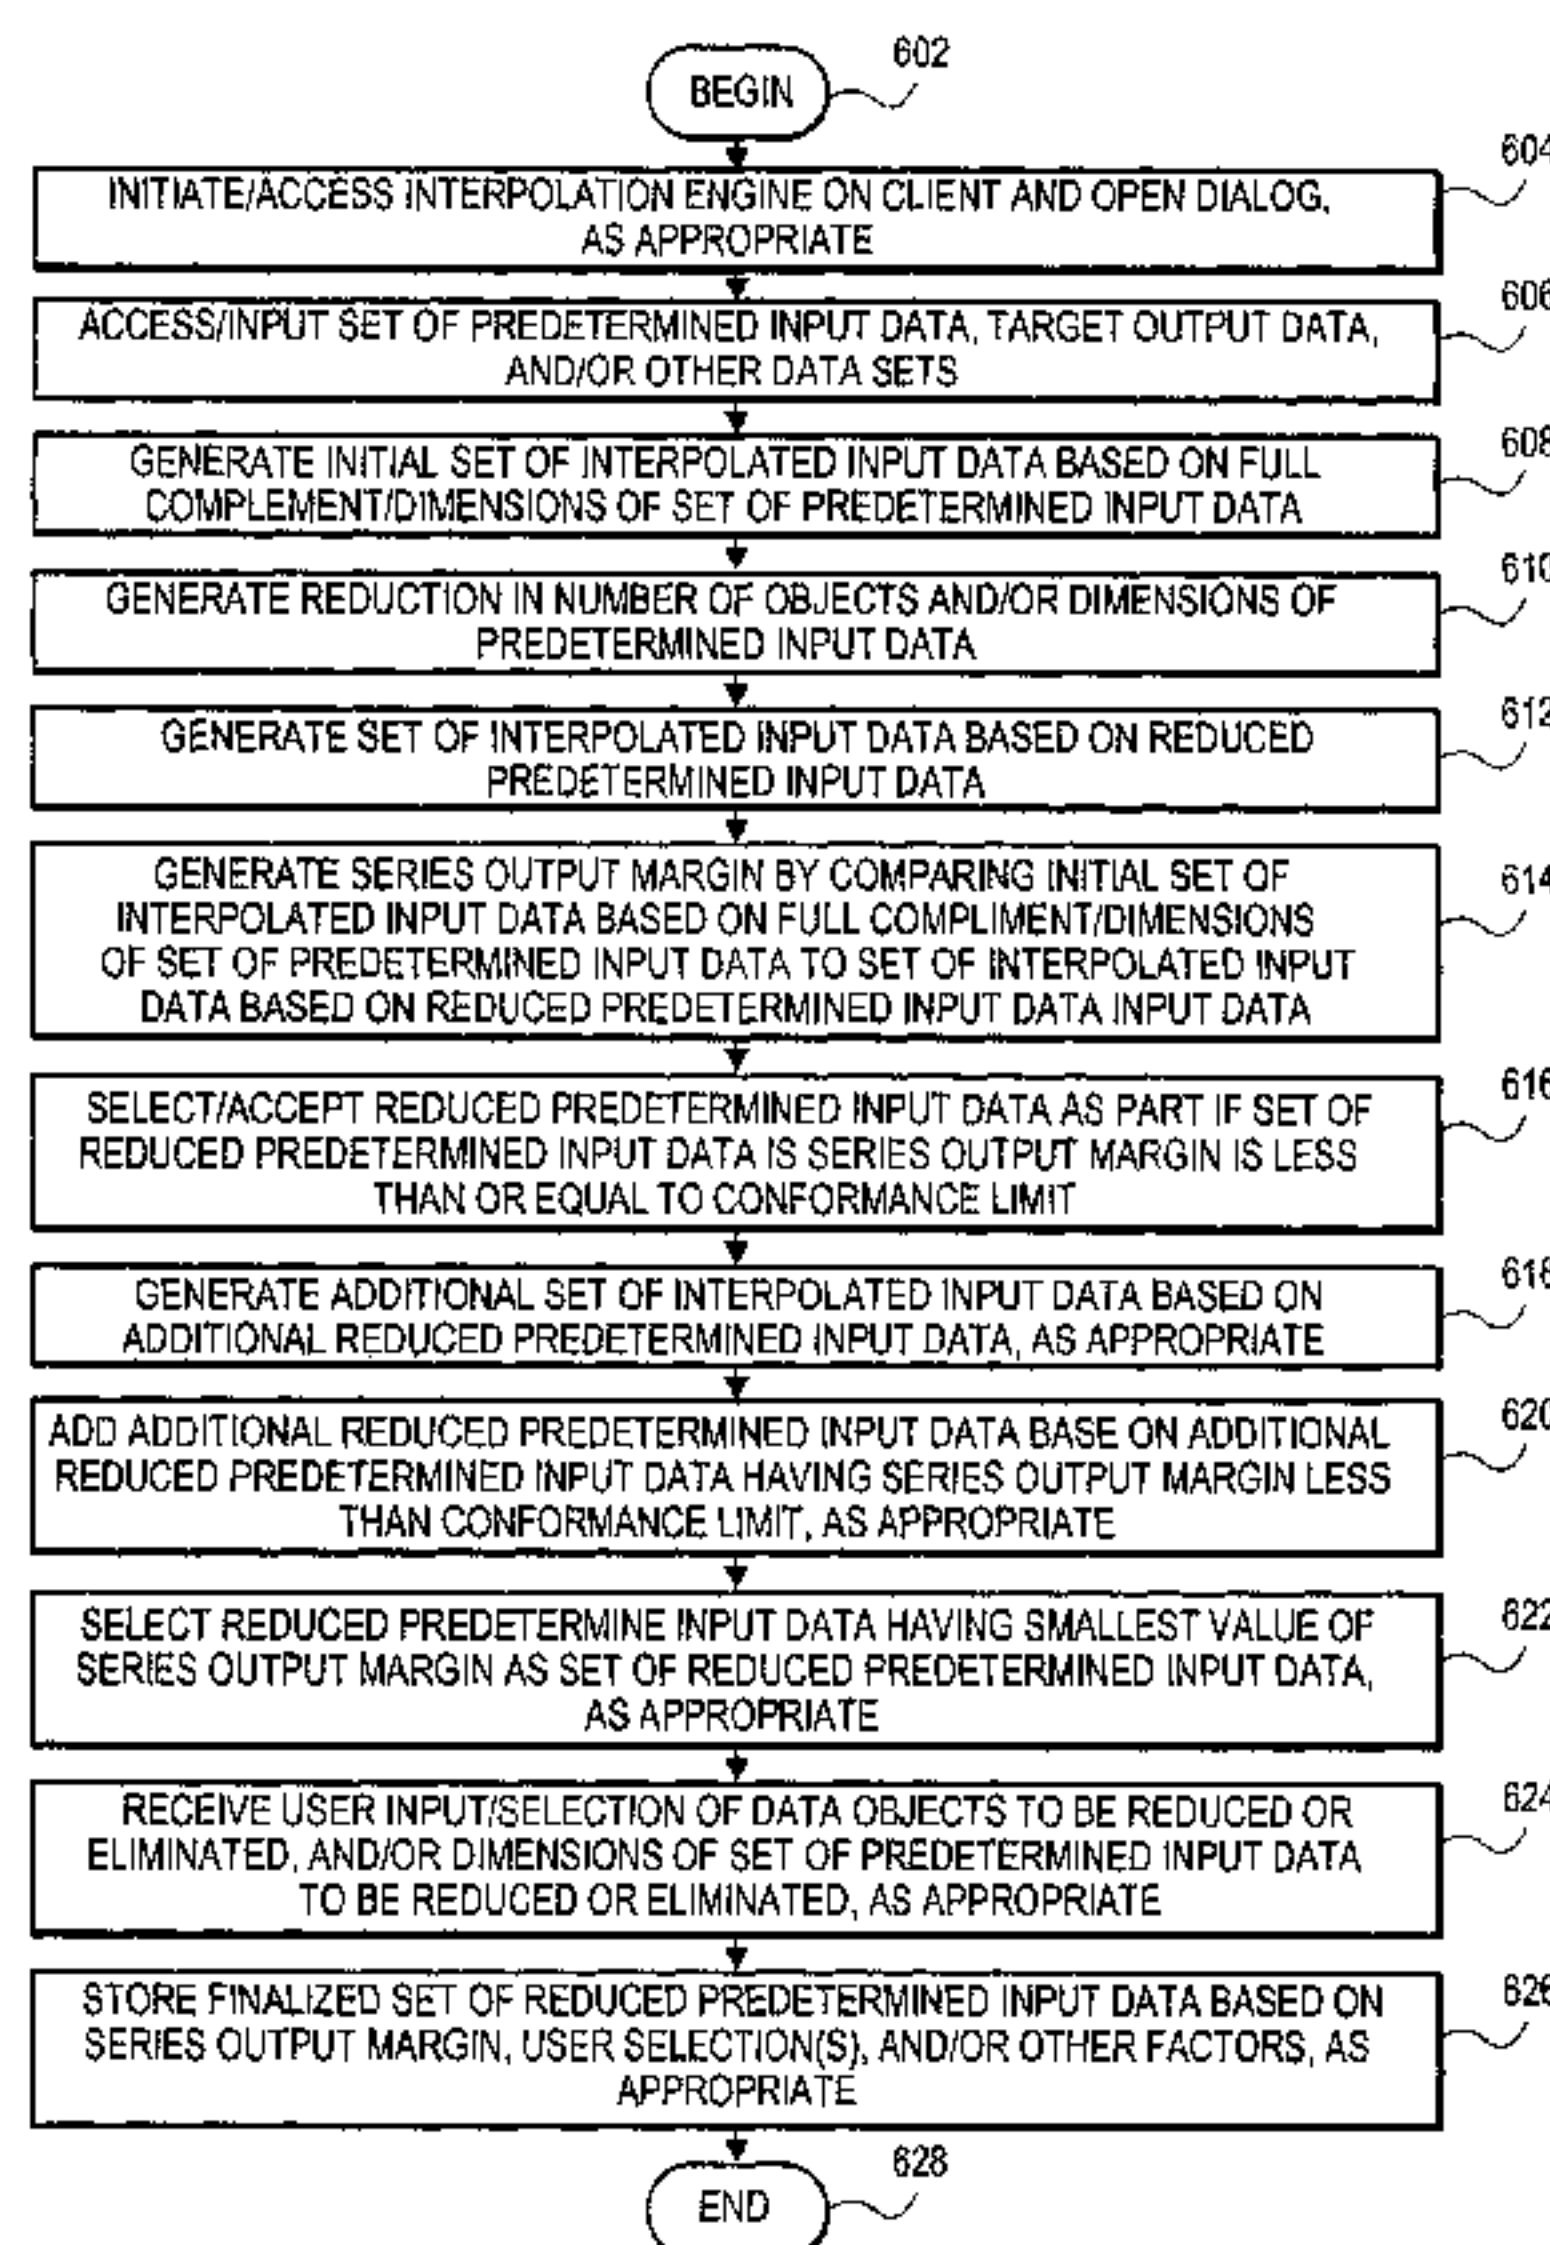 602
BEGIN
604
INITIATE/ACCESS INTERPOLATION ENGINE ON CLIENT AND OPEN DIALOG,
AS APPROPRIATE
606
ACCESS/INPUT SET OF PREDETERMINED INPUT DATA, TARGET OUTPUT DATA,
AND/OR OTHER DATA SETS
608
GENERATE INITIAL SET OF INTERPOLATED INPUT DATA BASED ON FULL
COMPLEMENT/DIMENSIONS OF SET OF PREDETERMINED INPUT DATA
610
GENERATE REDUCTION IN NUMBER OF OBJECTS AND/OR DIMENSIONS OF
PREDETERMINED INPUT DATA
612
GENERATE SET OF INTERPOLATED INPUT DATA BASED ON REDUCED
PREDETERMINED INPUT DATA
614
GENERATE SERIES OUTPUT MARGIN BY COMPARING INITIAL SET OF
INTERPOLATED INPUT DATA BASED ON FULL COMPLIMENT/DIMENSIONS
OF SET OF PREDETERMINED INPUT DATA TO SET OF INTERPOLATED INPUT
DATA BASED ON REDUCED PREDETERMINED INPUT DATA INPUT DATA
616
SELECT/ACCEPT REDUCED PREDETERMINED INPUT DATA AS PART IF SET OF
REDUCED PREDETERMINED INPUT DATA IS SERIES OUTPUT MARGIN IS LESS
THAN OR EQUAL TO CONFORMANCE LIMIT
618
GENERATE ADDITIONAL SET OF INTERPOLATED INPUT DATA BASED ON
ADDITIONAL REDUCED PREDETERMINED INPUT DATA, AS APPROPRIATE
620
ADD ADDITIONAL REDUCED PREDETERMINED INPUT DATA BASE ON ADDITIONAL
REDUCED PREDETERMINED INPUT DATA HAVING SERIES OUTPUT MARGIN LESS
THAN CONFORMANCE LIMIT, AS APPROPRIATE
622
SELECT REDUCED PREDETERMINE INPUT DATA HAVING SMALLEST VALUE OF
SERIES OUTPUT MARGIN AS SET OF REDUCED PREDETERMINED INPUT DATA,
AS APPROPRIATE
624
RECEIVE USER INPUT/SELECTION OF DATA OBJECTS TO BE REDUCED OR
ELIMINATED, AND/OR DIMENSIONS OF SET OF PREDETERMINED INPUT DATA
TO BE REDUCED OR ELIMINATED, AS APPROPRIATE
626
STORE FINALIZED SET OF REDUCED PREDETERMINED INPUT DATA BASED ON
SERIES OUTPUT MARGIN, USER SELECTION(S), AND/OR OTHER FACTORS, AS
APPROPRIATE
628
END